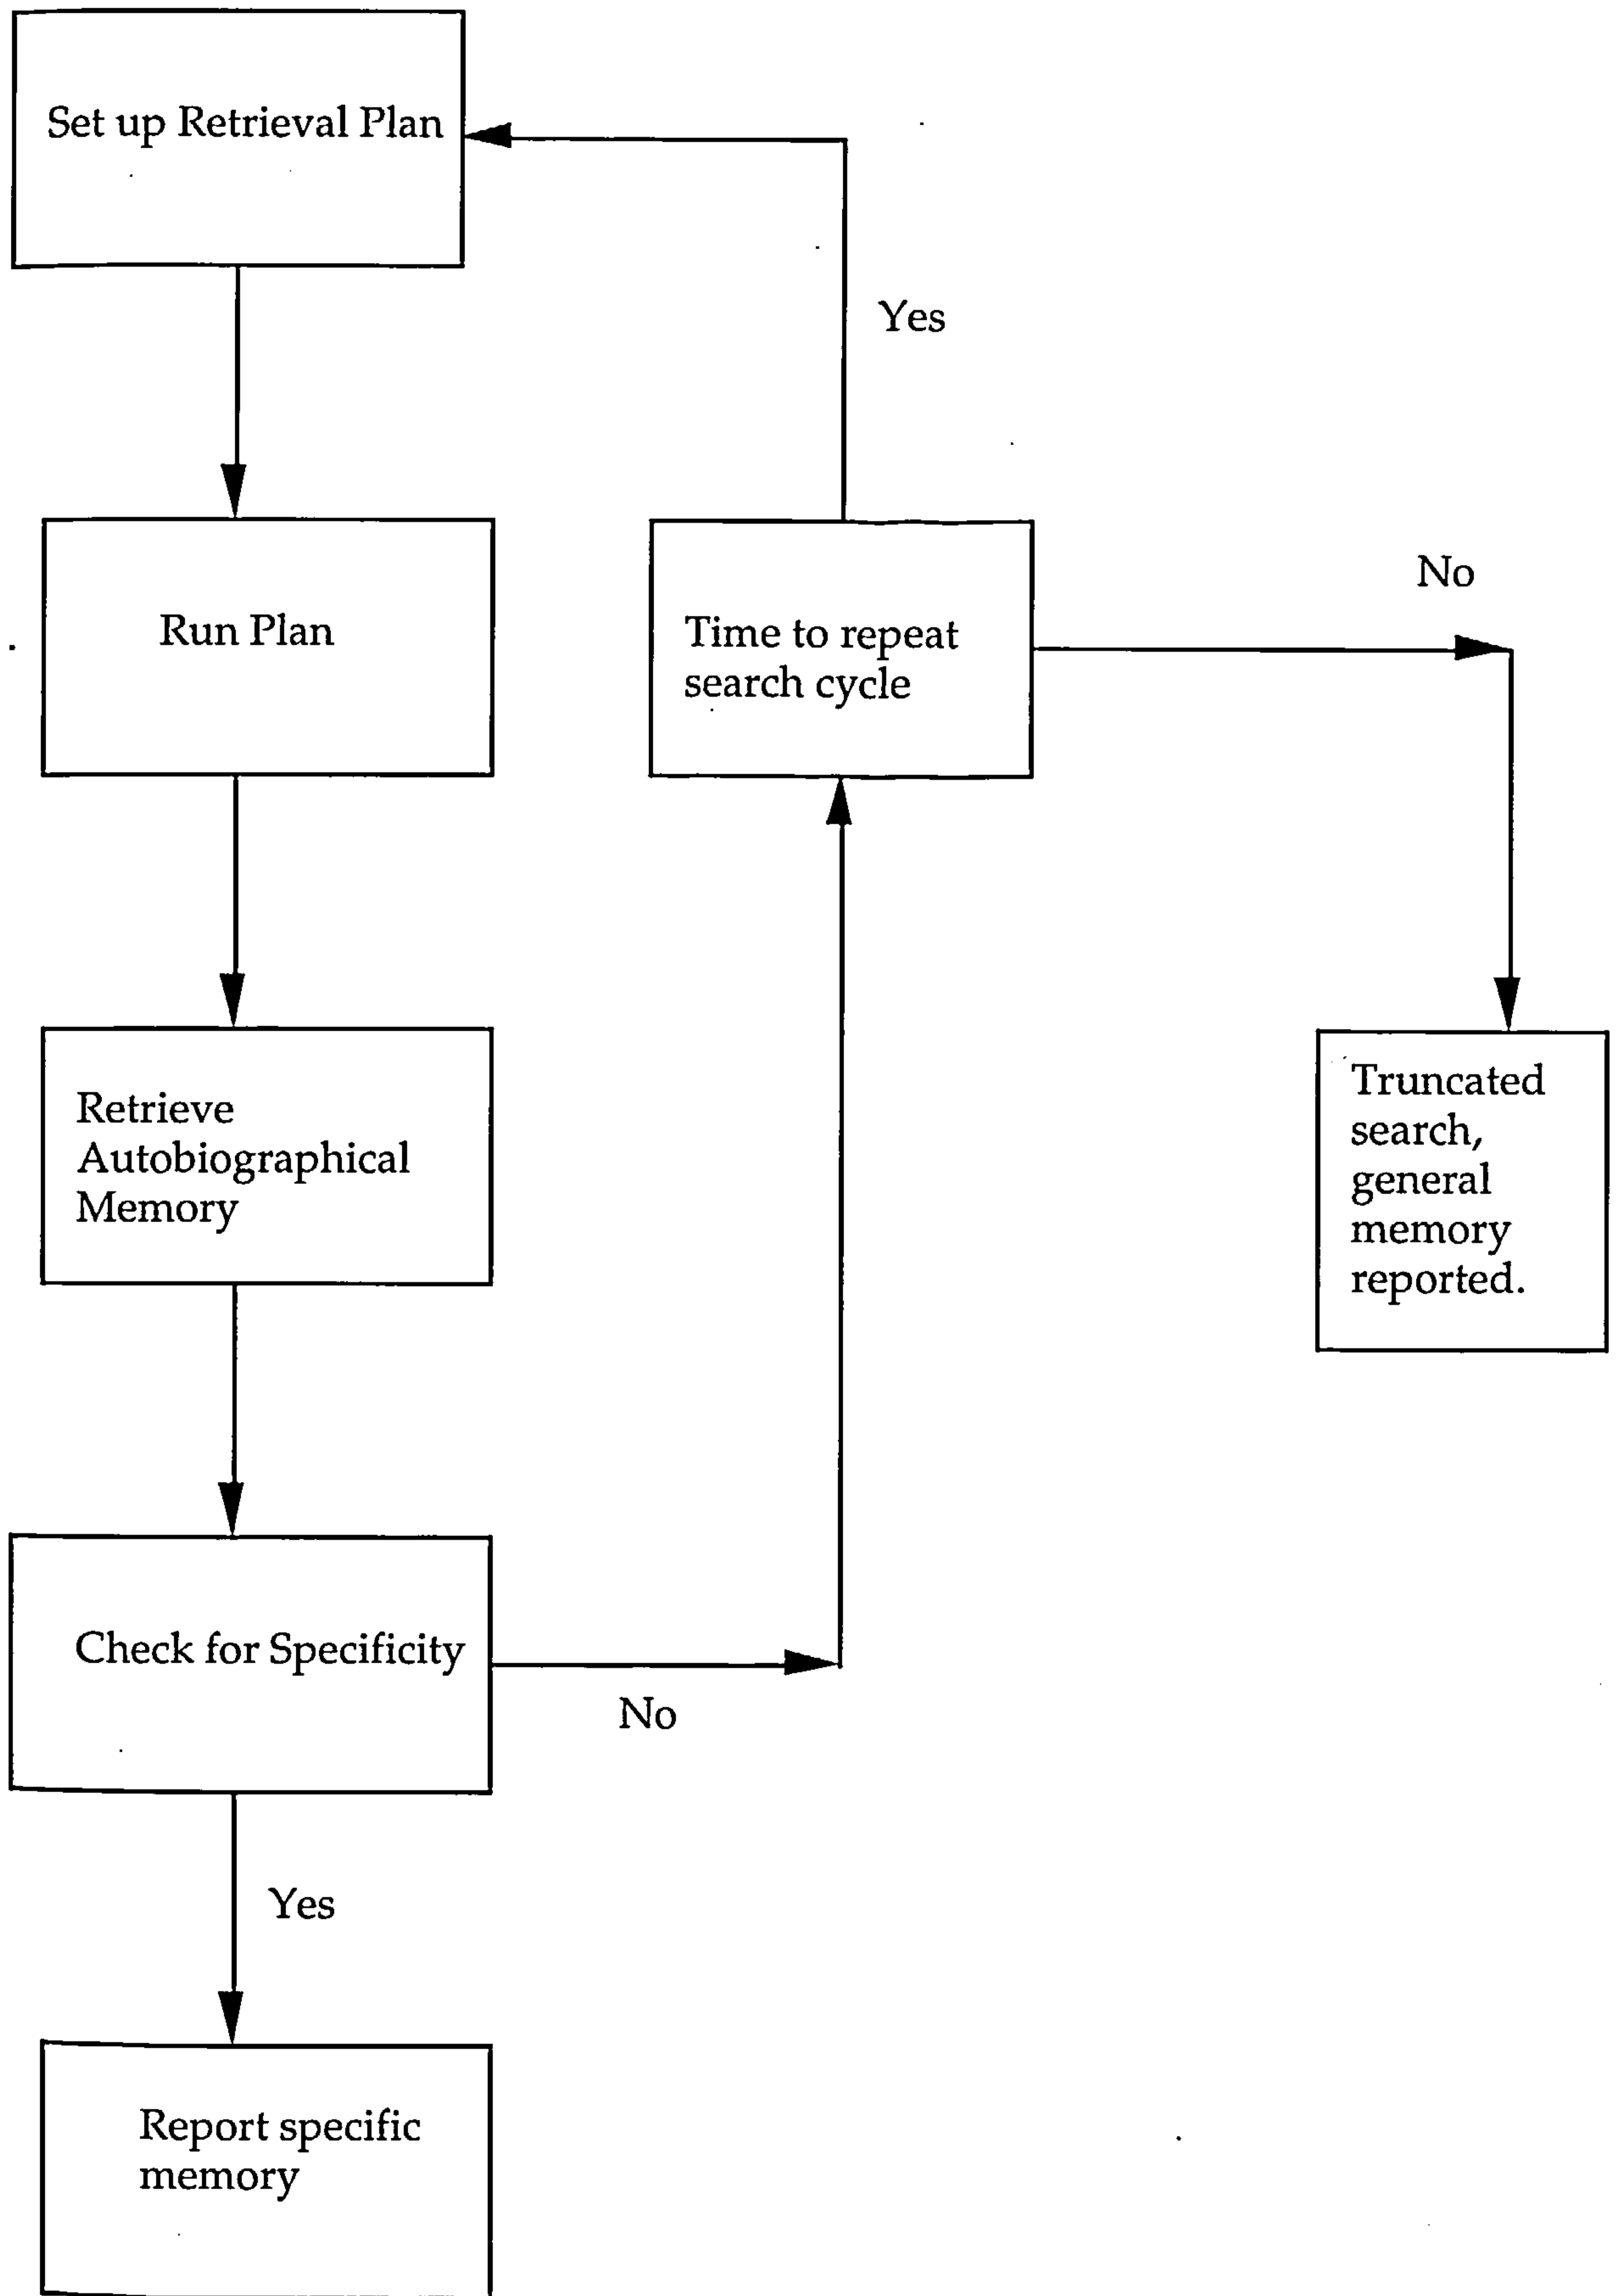 Set up Retrieval Plan
Yes
No
Run Plan
Time to repeat
search cycle
Retrieve
Autobiographical
Memory
Truncated
search,
general
memory
reported.
Check for Specificity
No
Yes
Report specific
memory